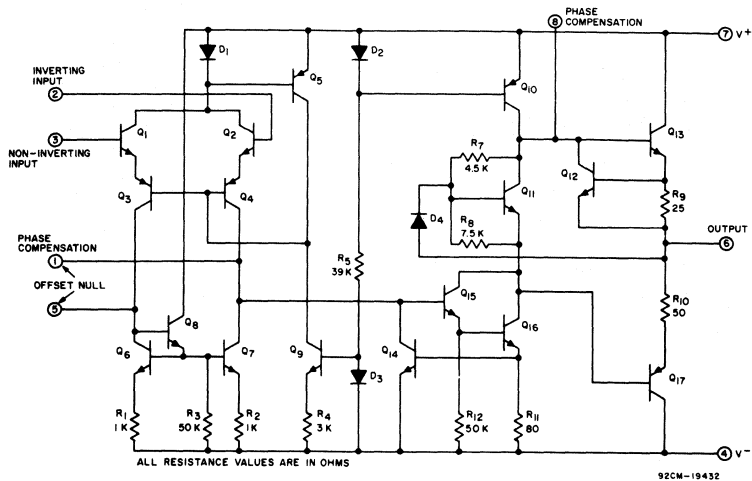 PHASE
COMPENSATION
8
7 V+
D1
D2
Q5
INVERTING
INPUT
2
Q10
Q1
Q2
3
NON-INVERTING
INPUT
Q13
R7
4.5 K
Q12
Q3
Q4
Q11
R9
25
D4
R8
7.5 K
OUTPUT
6
PHASE
COMPENSATION
1
R5
39 K
OFFSET NULL
5
Q15
R10
50
Q8
Q16
Q6
Q7
Q9
Q14
D3
Q17
R1
1 K
R3
50 K
R2
1 K
R4
3 K
R12
50 K
R11
80
4 V-
ALL RESISTANCE VALUES ARE IN OHMS
92CM-19432